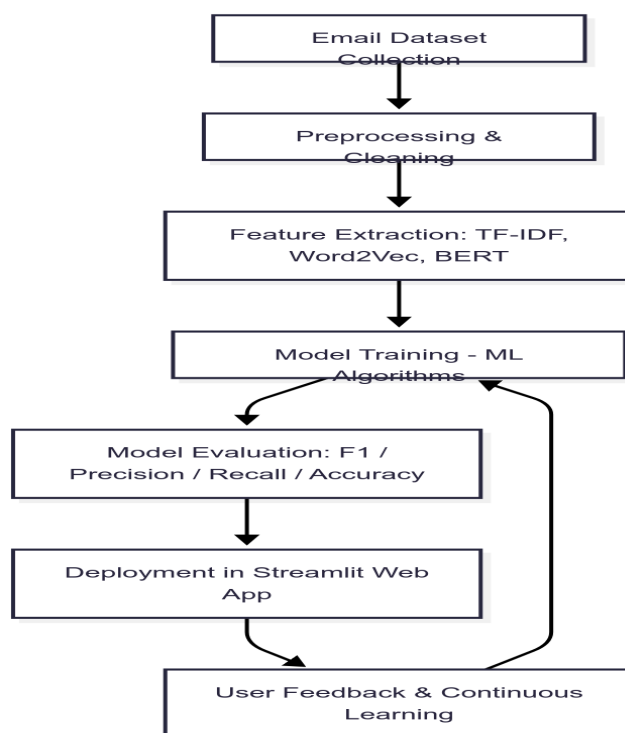 Email Dataset
Collection
Preprocessing &
Cleaning
Feature Extraction: TF-IDF,
Word2Vec, BERT
Model Training - ML
Algorithms
Model Evaluation: F1 /
Precision / Recall / Accuracy
Deployment in Streamlit Web
App
User Feedback & Continuous
Learning